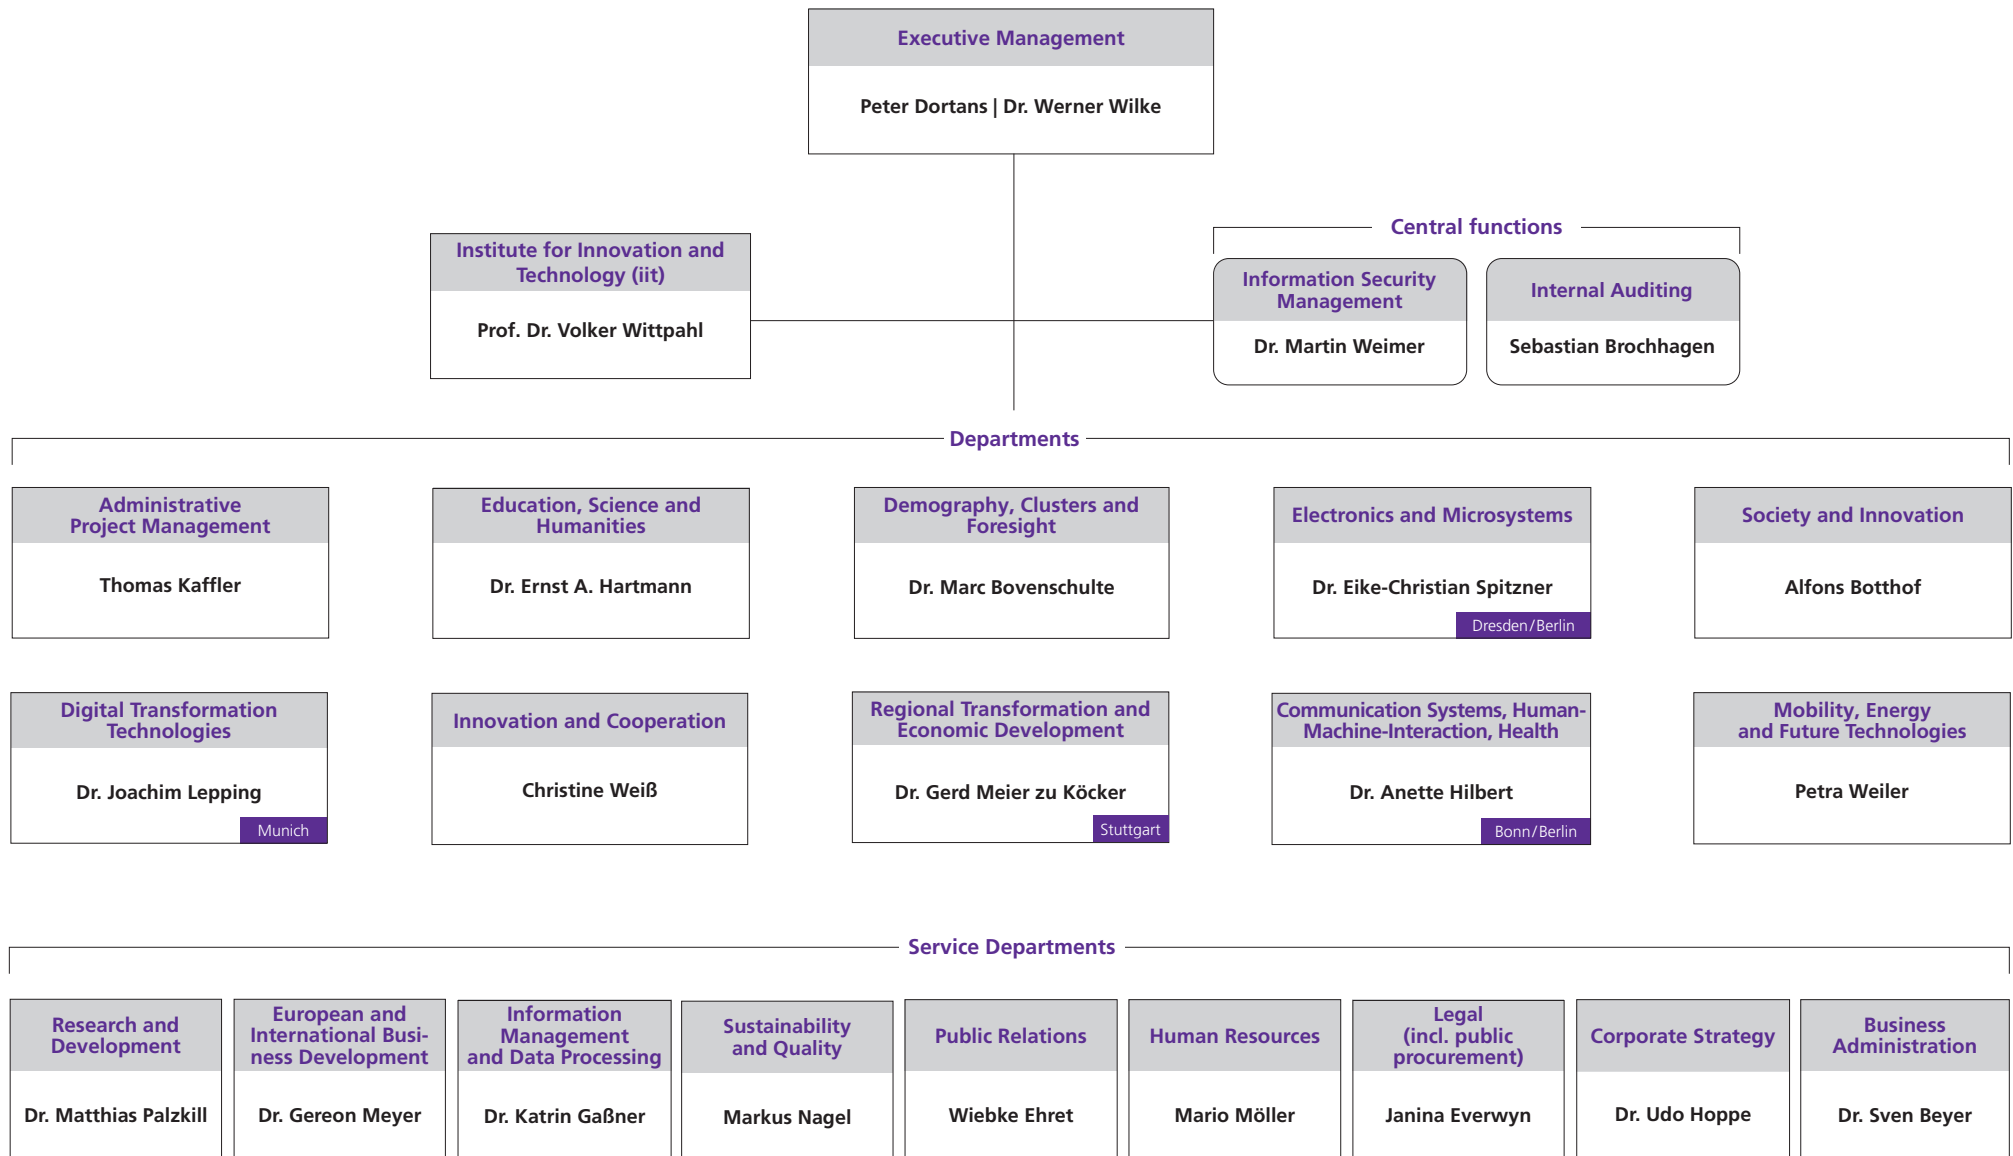 Executive Management
Peter Dortans | Dr. Werner Wilke
Institute for Innovation and
Technology (iit)
Prof. Dr. Volker Wittpahl
Central functions
Information Security
Management
Dr. Martin Weimer
Internal Auditing
Sebastian Brochhagen
Departments
Administrative
Project Management
Thomas Kaffler
Education, Science and
Humanities
Dr. Ernst A. Hartmann
Demography, Clusters and
Foresight
Dr. Marc Bovenschulte
Electronics and Microsystems
Dr. Eike-Christian Spitzner
Dresden/Berlin
Society and Innovation
Alfons Botthof
Digital Transformation
Technologies
Dr. Joachim Lepping
Munich
Innovation and Cooperation
Christine Weiß
Regional Transformation and
Economic Development
Dr. Gerd Meier zu Köcker
Stuttgart
Communication Systems, Human-
Machine-Interaction, Health
Dr. Anette Hilbert
Bonn/Berlin
Mobility, Energy
and Future Technologies
Petra Weiler
Service Departments
Research and
Development
Dr. Matthias Palzkill
European and
International Busi-
ness Development
Dr. Gereon Meyer
Information
Management
and Data Processing
Dr. Katrin Gaßner
Sustainability
and Quality
Markus Nagel
Public Relations
Wiebke Ehret
Human Resources
Mario Möller
Legal
(incl. public
procurement)
Janina Everwyn
Corporate Strategy
Dr. Udo Hoppe
Business
Administration
Dr. Sven Beyer